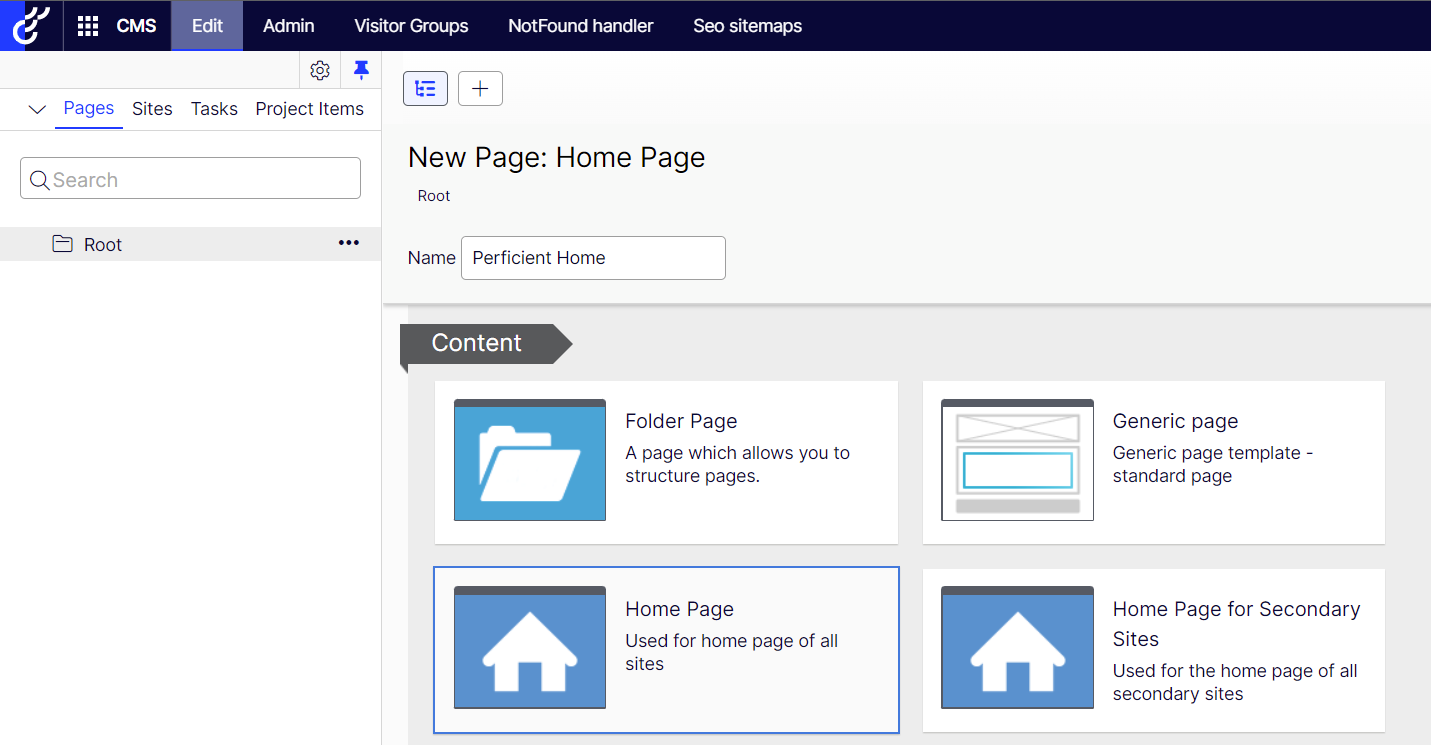 CMS Edit Admin Visitor Groups NotFound handler Seo sitemaps
Pages Sites Tasks Project Items
Search
Root
New Page: Home Page
Root
Name Perficient Home
Content
Folder Page
A page which allows you to
structure pages.
Generic page
Generic page template -
standard page
Home Page
Used for home page of all
sites
Home Page for Secondary
Sites
Used for the home page of all
secondary sites